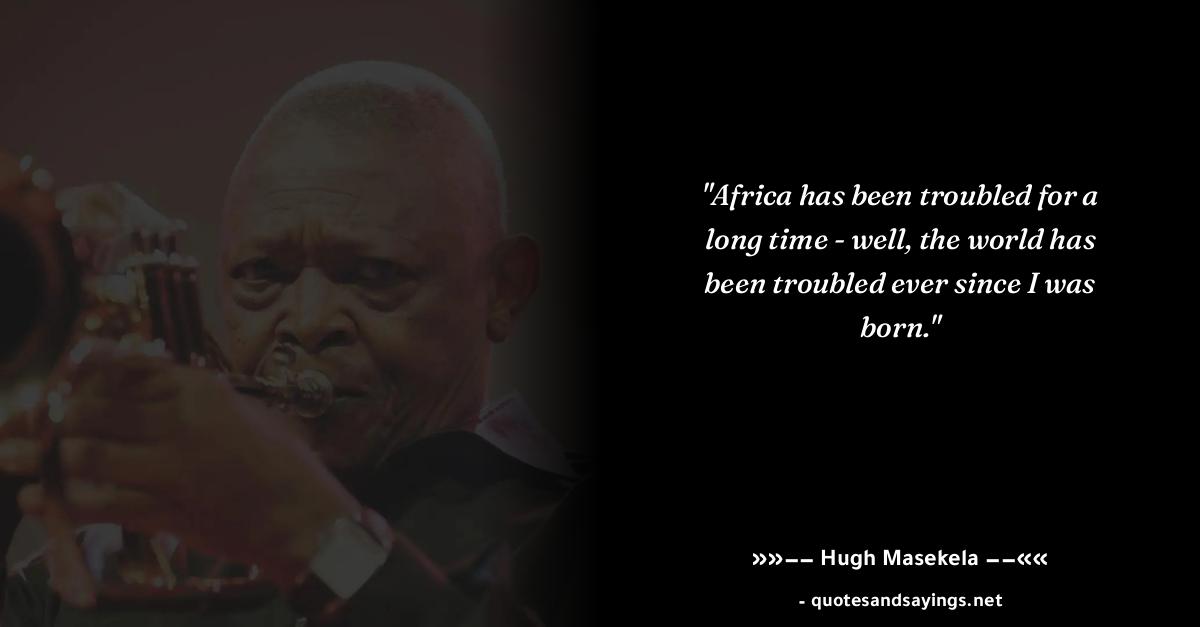 "Africa has been troubled for a
long time - well, the world has
been troubled ever since I was
born."
»»−− Hugh Masekela −−««
- quotesandsayings.net